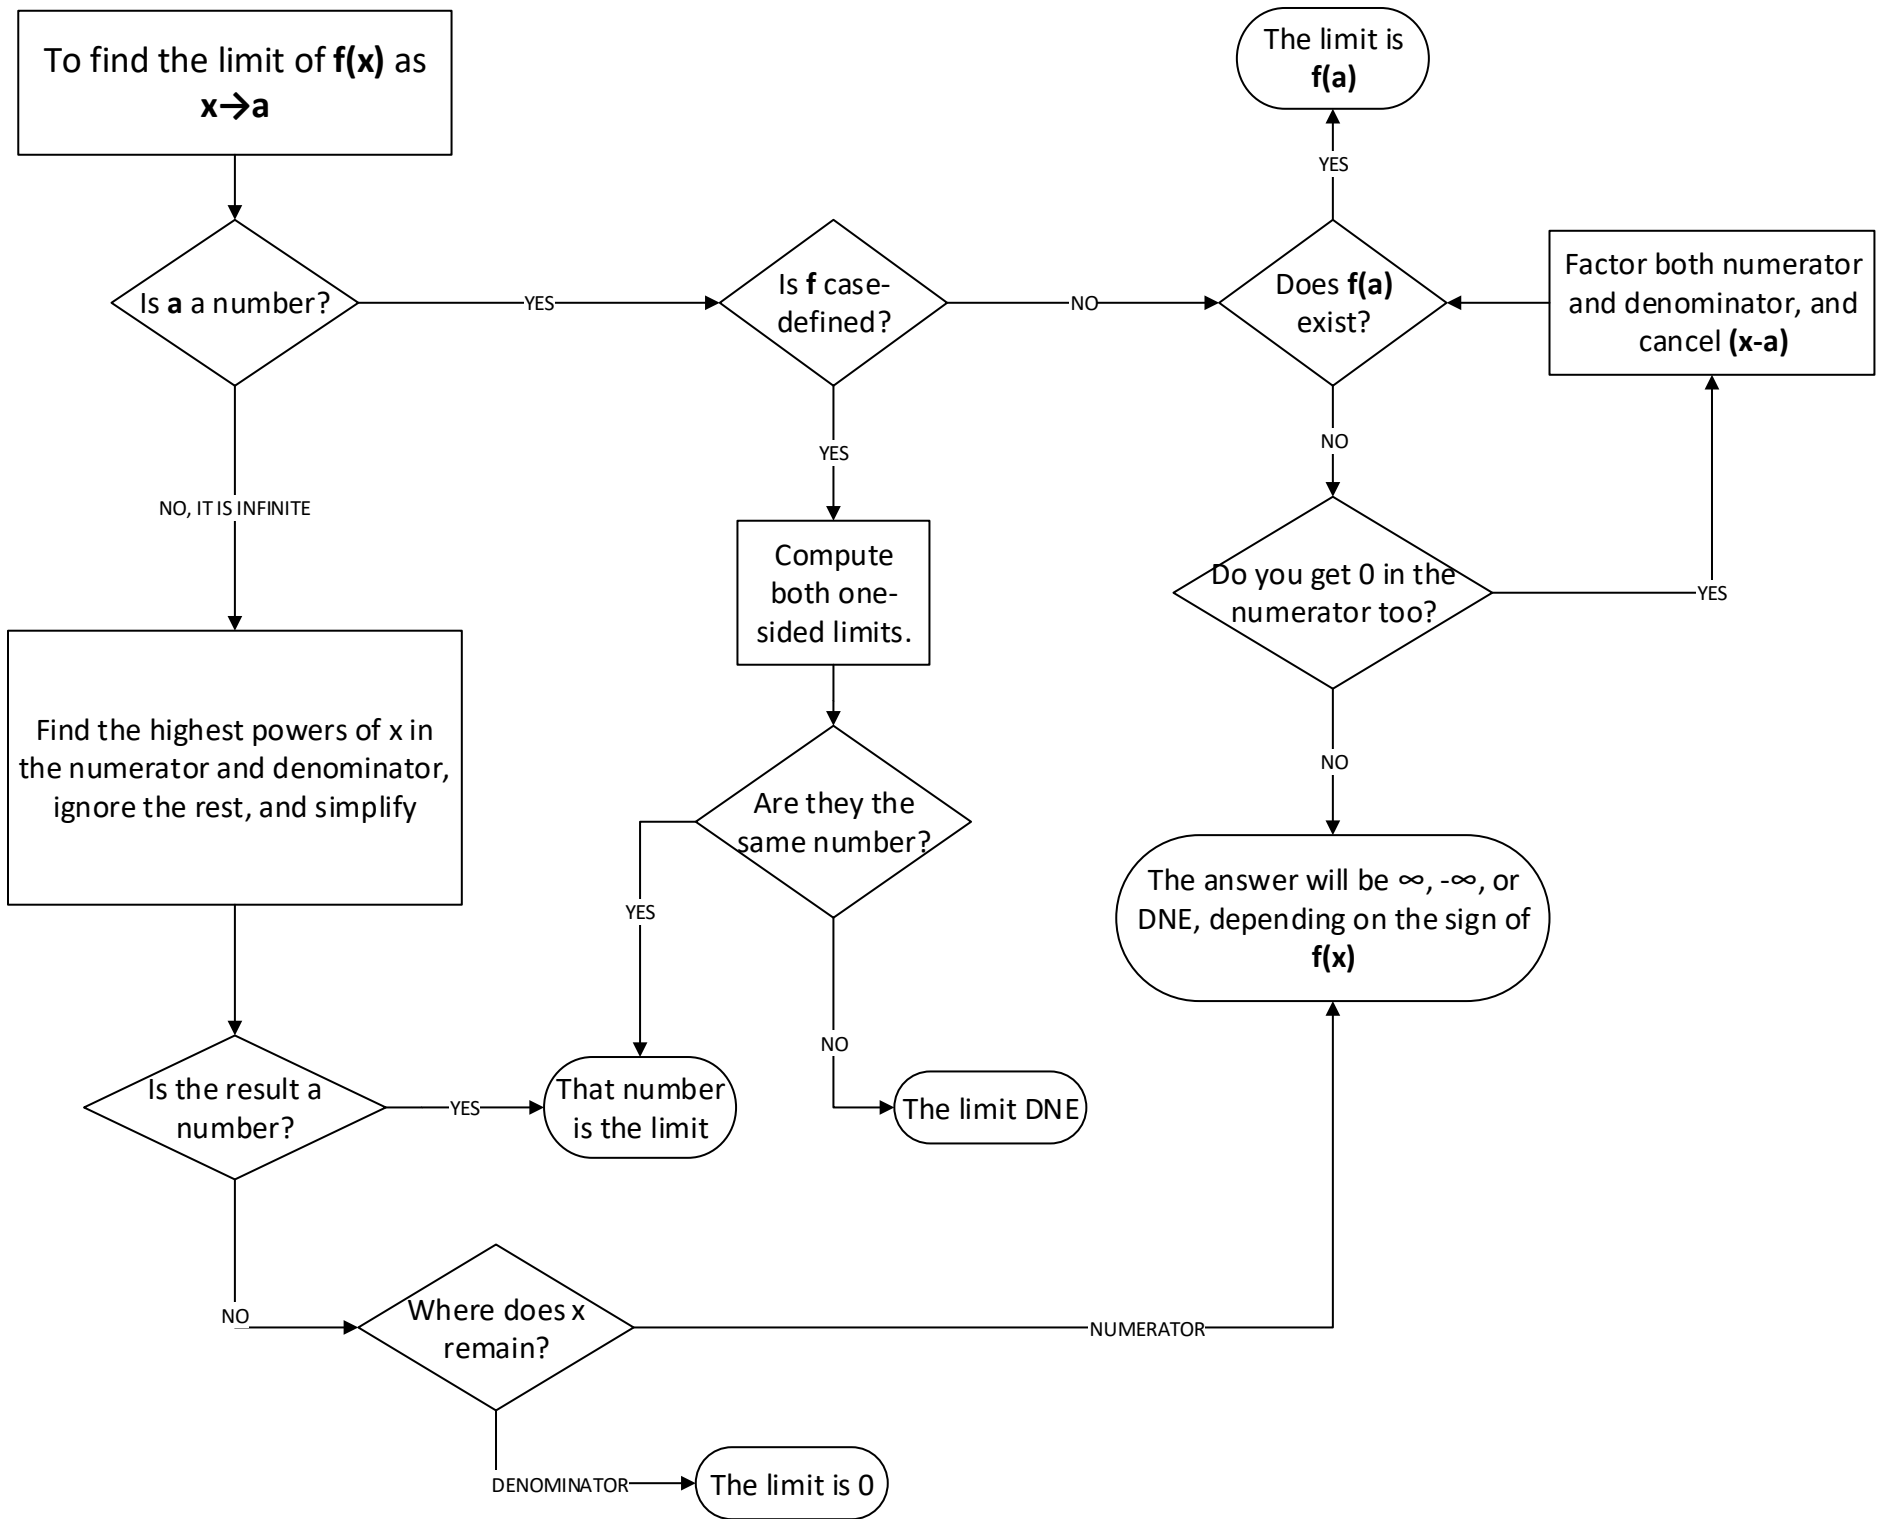 To find the limit of f(x) as
x→a
The limit is
f(a)
YES
Is a a number?
YES
Is f case-
defined?
NO
Does f(a)
exist?
Factor both numerator
and denominator, and
cancel (x-a)
NO
YES
NO, IT IS INFINITE
Compute
both one-
sided limits.
Do you get 0 in the
numerator too?
YES
Find the highest powers of x in
the numerator and denominator,
ignore the rest, and simplify
Are they the
same number?
NO
YES
The answer will be ∞, -∞, or
DNE, depending on the sign of
f(x)
NO
Is the result a
number?
YES
That number
is the limit
The limit DNE
NO
Where does x
remain?
NUMERATOR
DENOMINATOR
The limit is 0